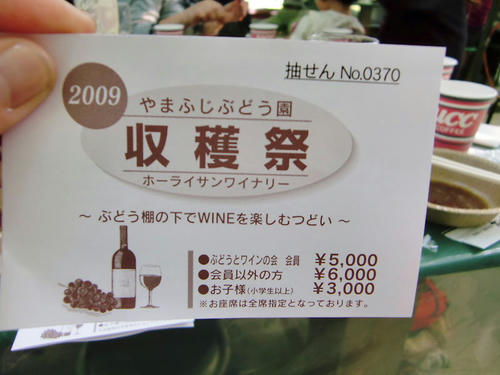 抽せん No.0370
2009
やまふじぶどう園
収穫祭
ホーライサンワイナリー
～ ぶどう棚の下でWINEを楽しむつどい ～
●ぶどうとワインの会 会員 ￥5,000
●会員以外の方 ￥6,000
●お子様(小学生以上) ￥3,000
※お座席は全席指定となっております。
UCC
COFFEE